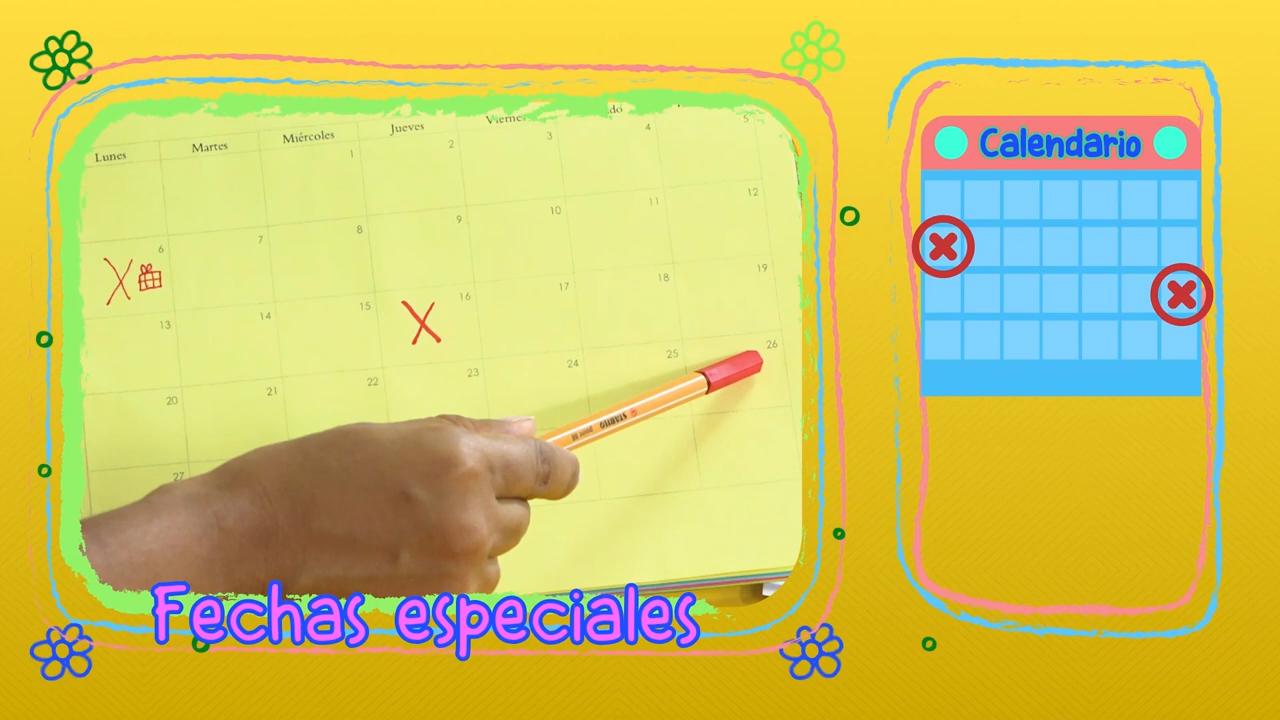 Lunes Martes Miércoles Jueves
1 2 3 4 5
6 7 8 9 10 11 12
13 14 15 16 17 18 19
20 21 22 23 24 25 26
27
STABILO
Fechas especiales
Calendario